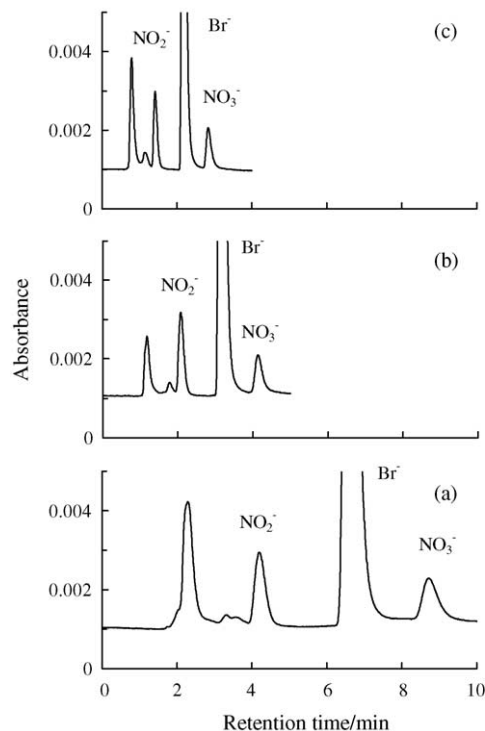 Br⁻
(c)
NO₂⁻
0.004
NO₃⁻
0.002
0
Br⁻
(b)
NO₂⁻
0.004
NO₃⁻
0.002
0
Absorbance
Br⁻
(a)
NO₂⁻
0.004
NO₃⁻
0.002
0
0 2 4 6 8 10
Retention time/min